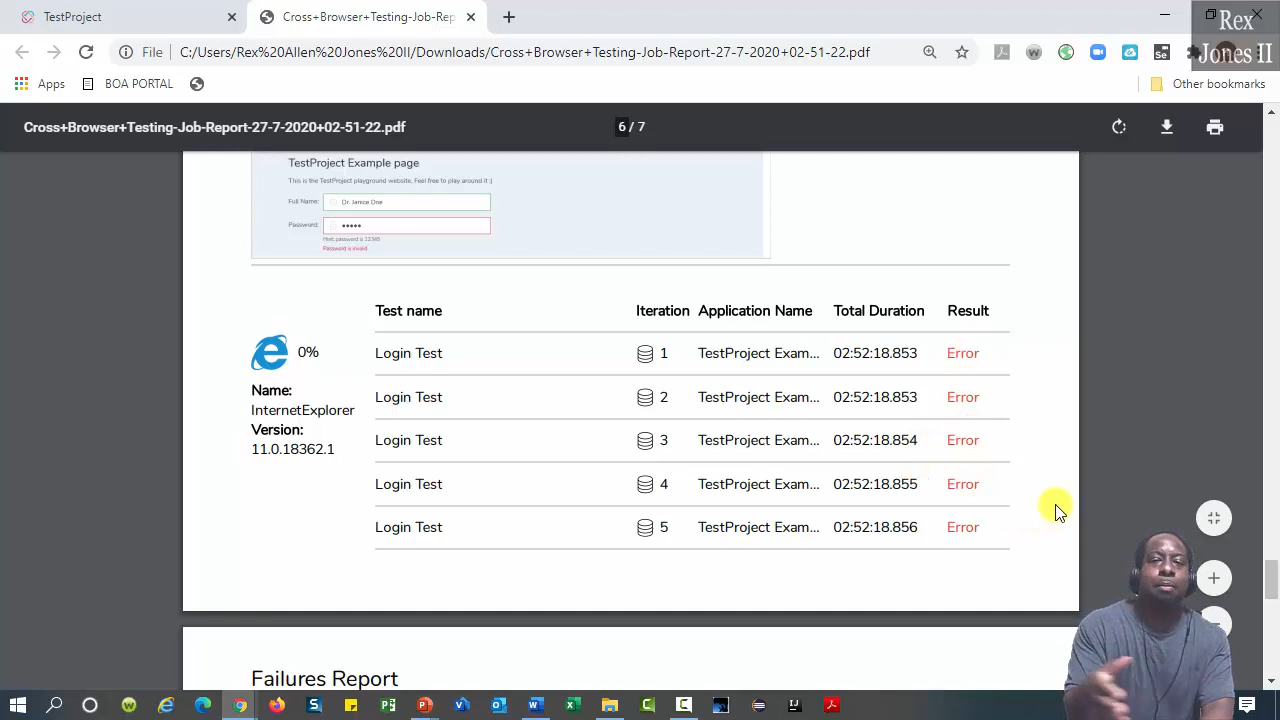 TestProject
Cross+Browser+Testing-Job-Rep
Rex
Jones II
File
C:/Users/Rex%20Allen%20Jones%20II/Downloads/Cross+Browser+Testing-Job-Report-27-7-2020+02-51-22.pdf
Apps
BOA PORTAL
Other bookmarks
Cross+Browser+Testing-Job-Report-27-7-2020+02-51-22.pdf
6 / 7
TestProject Example page
This is the TestProject playground website, Feel free to play around it :)
Full Name:
Dr. Janice One
Password:
•••••
Hint: password is 12345
Password is invalid
Test name Iteration Application Name Total Duration Result
0%
Name:
InternetExplorer
Version:
11.0.18362.1
Login Test 1 TestProject Exam... 02:52:18.853 Error
Login Test 2 TestProject Exam... 02:52:18.853 Error
Login Test 3 TestProject Exam... 02:52:18.854 Error
Login Test 4 TestProject Exam... 02:52:18.855 Error
Login Test 5 TestProject Exam... 02:52:18.856 Error
Failures Report